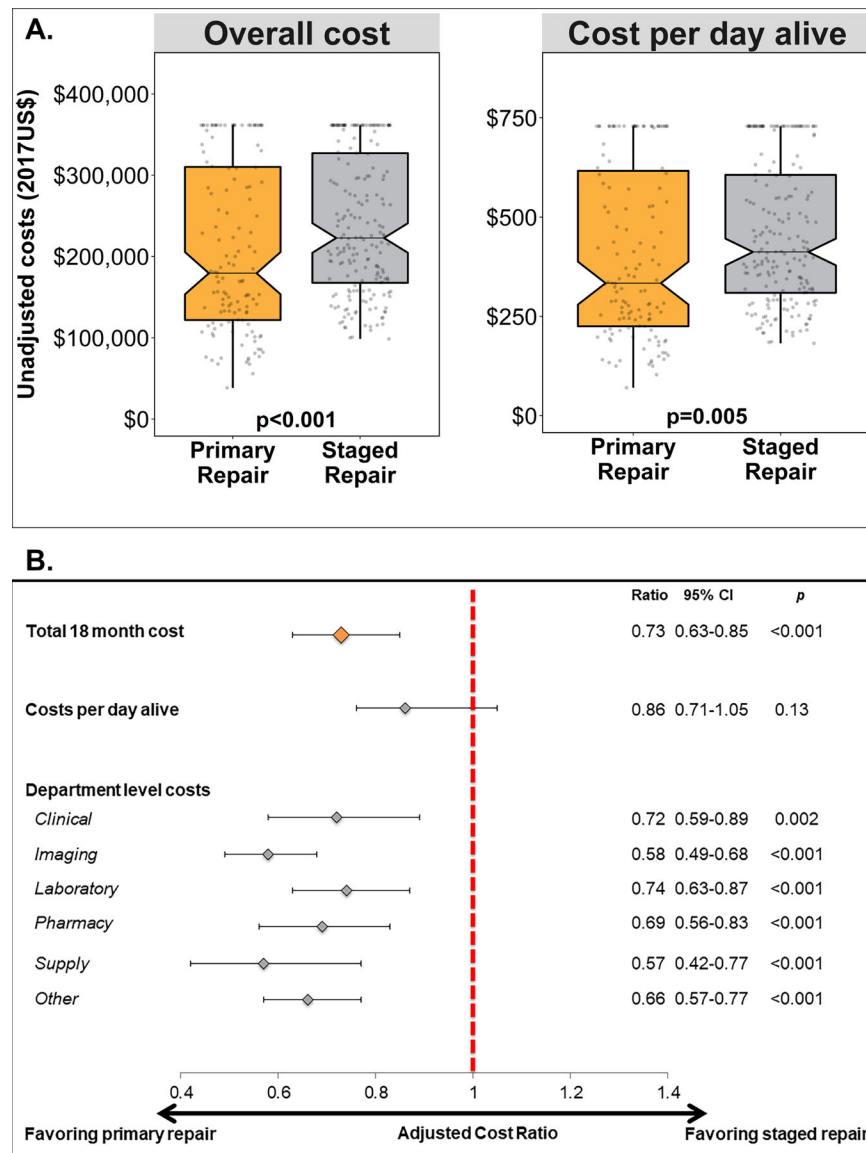 A.
Overall cost
Cost per day alive
Unadjusted costs (2017US$)
$400,000
$300,000
$200,000
$100,000
$0
p<0.001
Primary Repair
Staged Repair
$750
$500
$250
$0
p=0.005
Primary Repair
Staged Repair
B.
Ratio 95% CI p
Total 18 month cost 0.73 0.63-0.85 <0.001
Costs per day alive 0.86 0.71-1.05 0.13
Department level costs
Clinical 0.72 0.59-0.89 0.002
Imaging 0.58 0.49-0.68 <0.001
Laboratory 0.74 0.63-0.87 <0.001
Pharmacy 0.69 0.56-0.83 <0.001
Supply 0.57 0.42-0.77 <0.001
Other 0.66 0.57-0.77 <0.001
0.4 0.6 0.8 1 1.2 1.4
Favoring primary repair Adjusted Cost Ratio Favoring staged repair